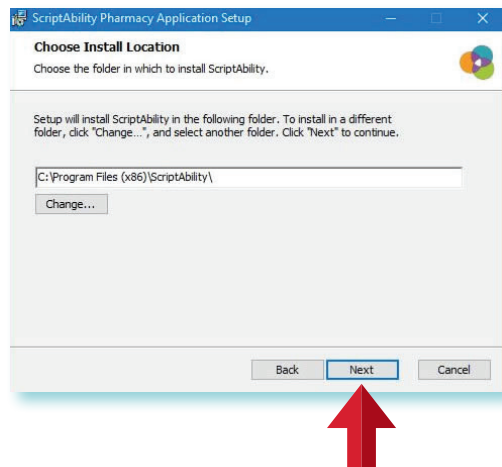 ScriptAbility Pharmacy Application Setup
Choose Install Location
Choose the folder in which to install ScriptAbility.
Setup will install ScriptAbility in the following folder. To install in a different
folder, click "Change...", and select another folder. Click "Next" to continue.
C:\Program Files (x86)\ScriptAbility\
Change...
Back Next Cancel